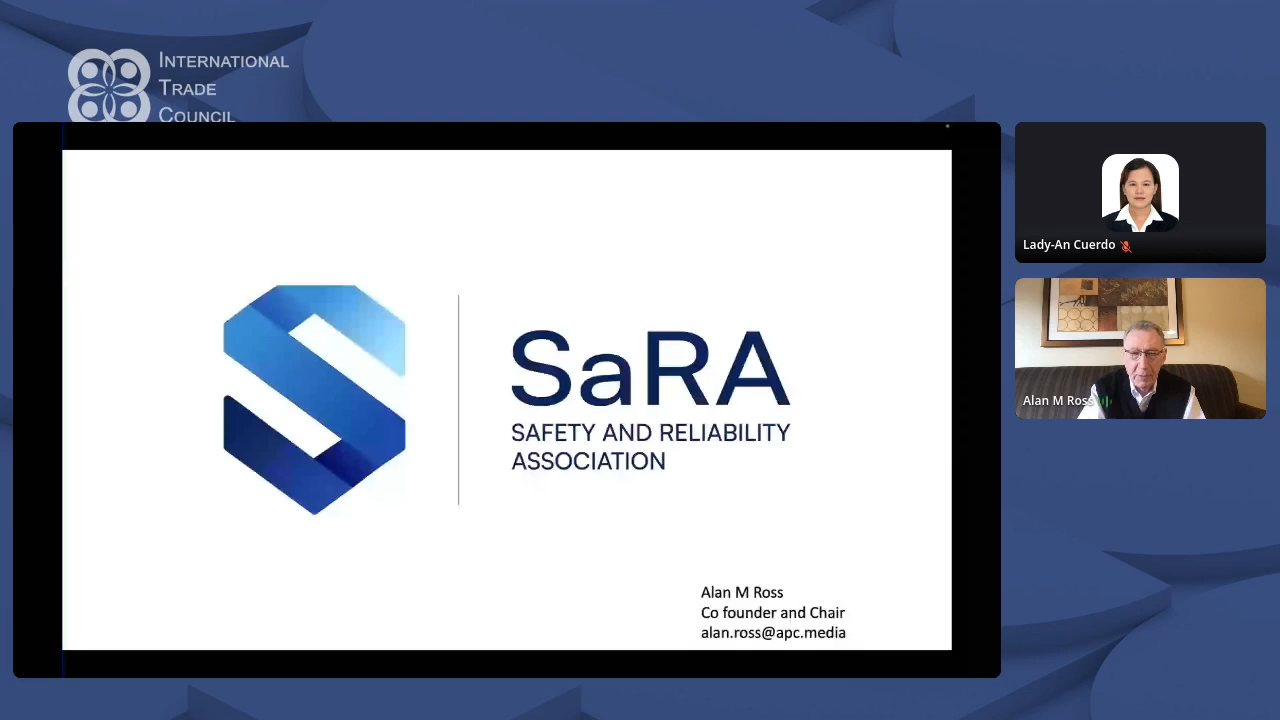 INTERNATIONAL
TRADE
COUNCIL
SaRA
SAFETY AND RELIABILITY
ASSOCIATION
Alan M Ross
Co founder and Chair
alan.ross@apc.media
Lady-An Cuerdo
Alan M Ross